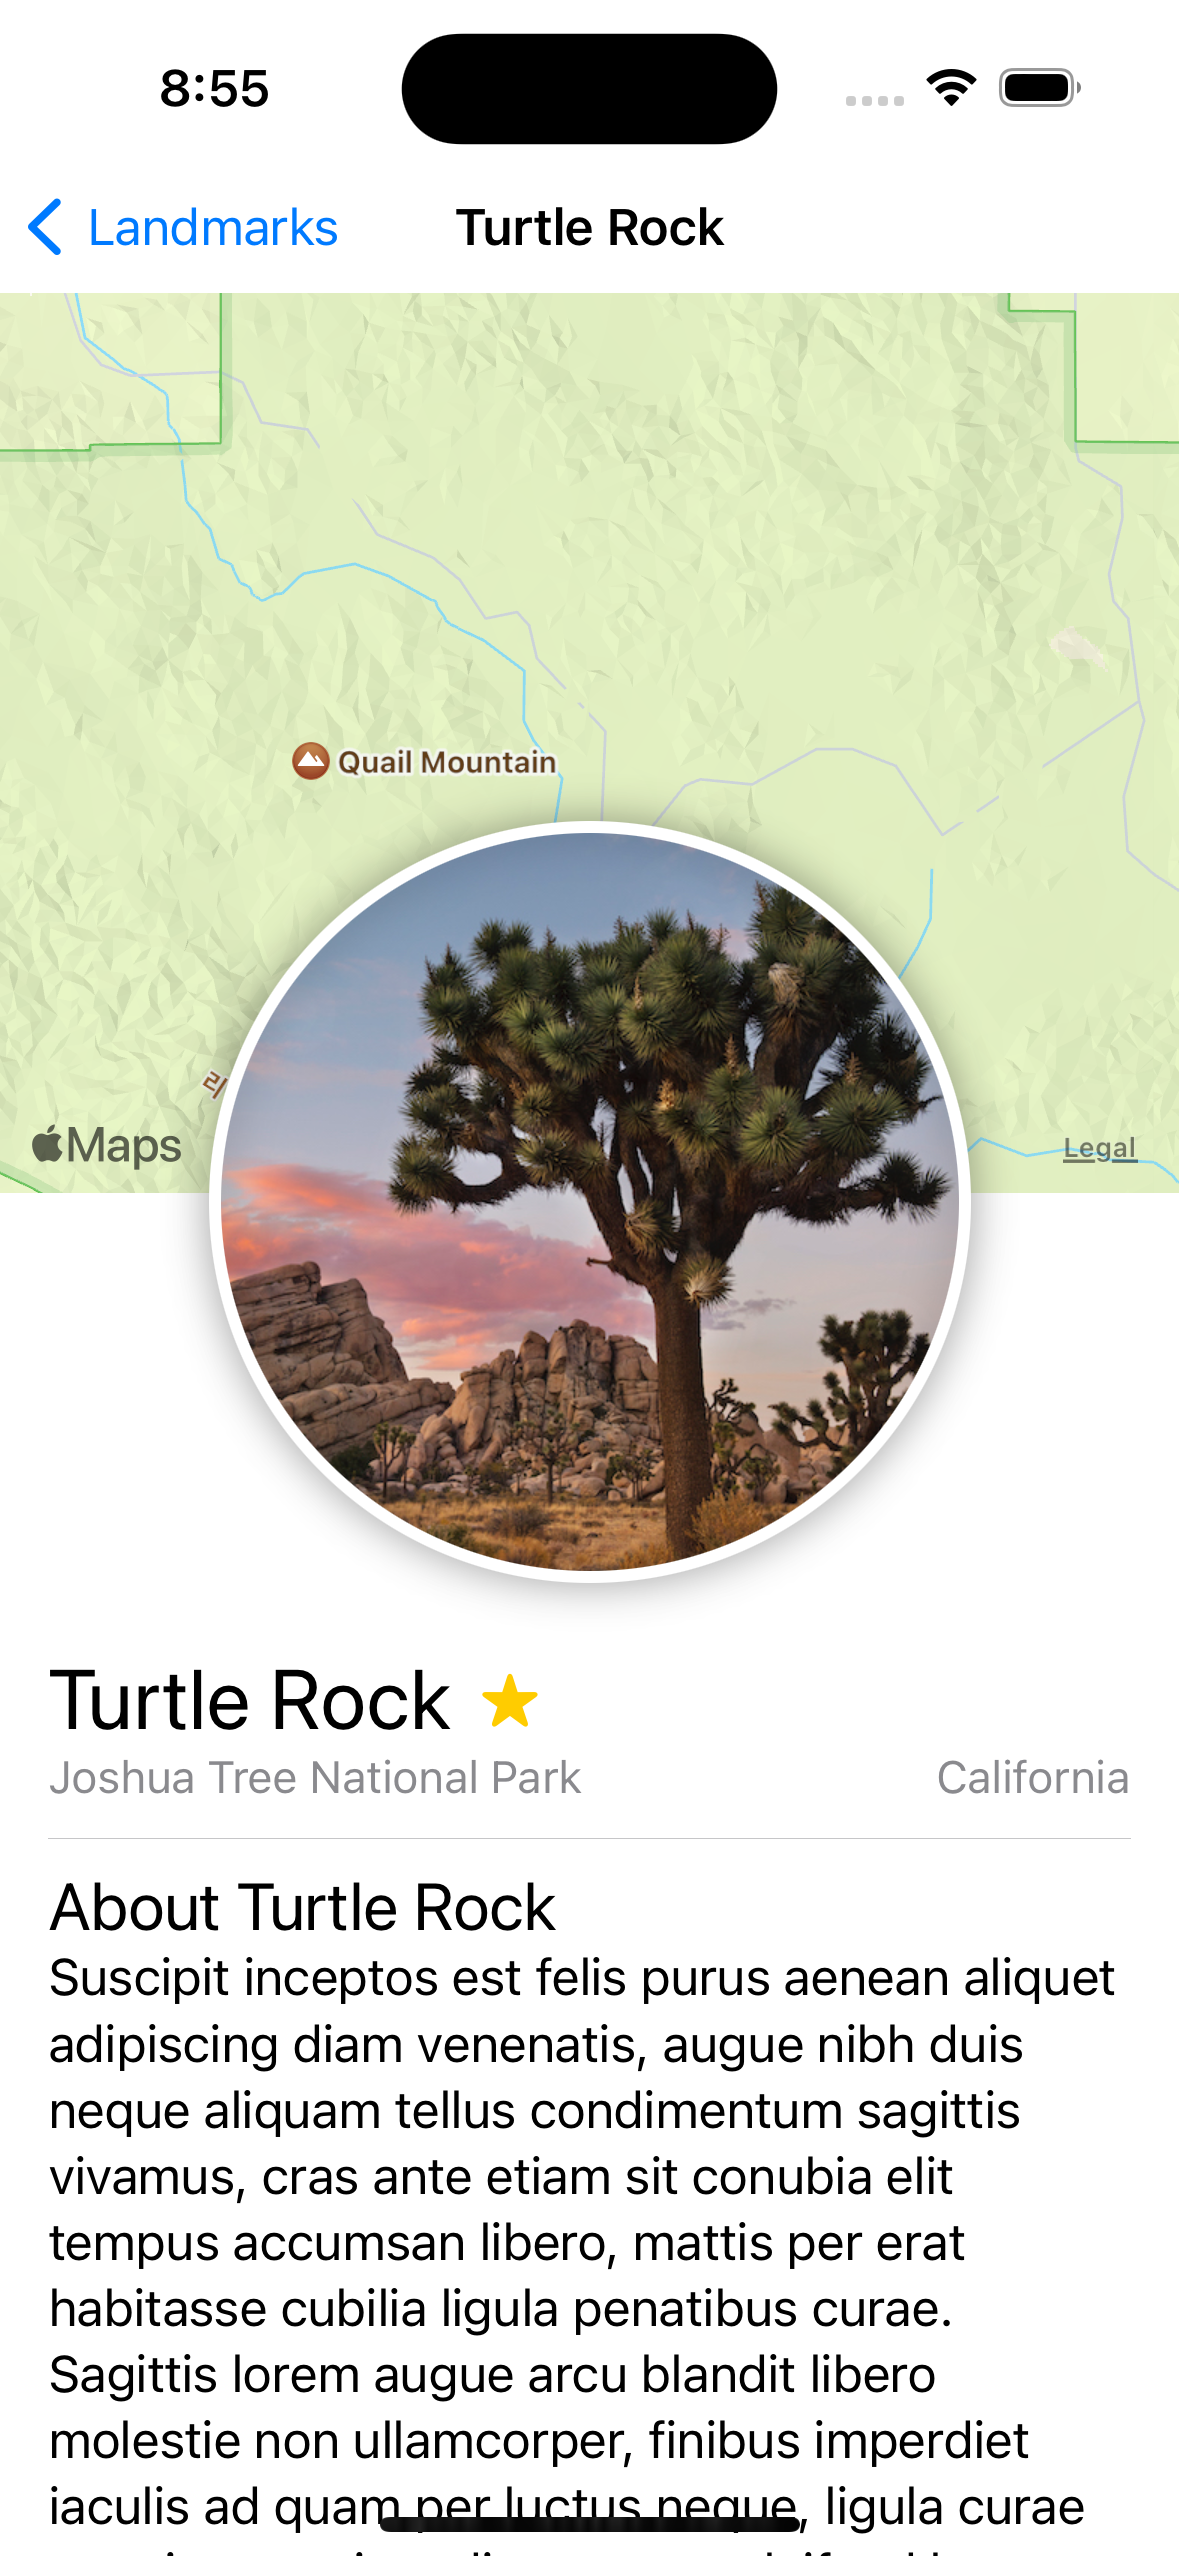 8:55
Landmarks
Turtle Rock
Quail Mountain
리
Maps
Legal
Turtle Rock
Joshua Tree National Park
California
About Turtle Rock
Suscipit inceptos est felis purus aenean aliquet
adipiscing diam venenatis, augue nibh duis
neque aliquam tellus condimentum sagittis
vivamus, cras ante etiam sit conubia elit
tempus accumsan libero, mattis per erat
habitasse cubilia ligula penatibus curae.
Sagittis lorem augue arcu blandit libero
molestie non ullamcorper, finibus imperdiet
iaculis ad quam per luctus neque, ligula curae